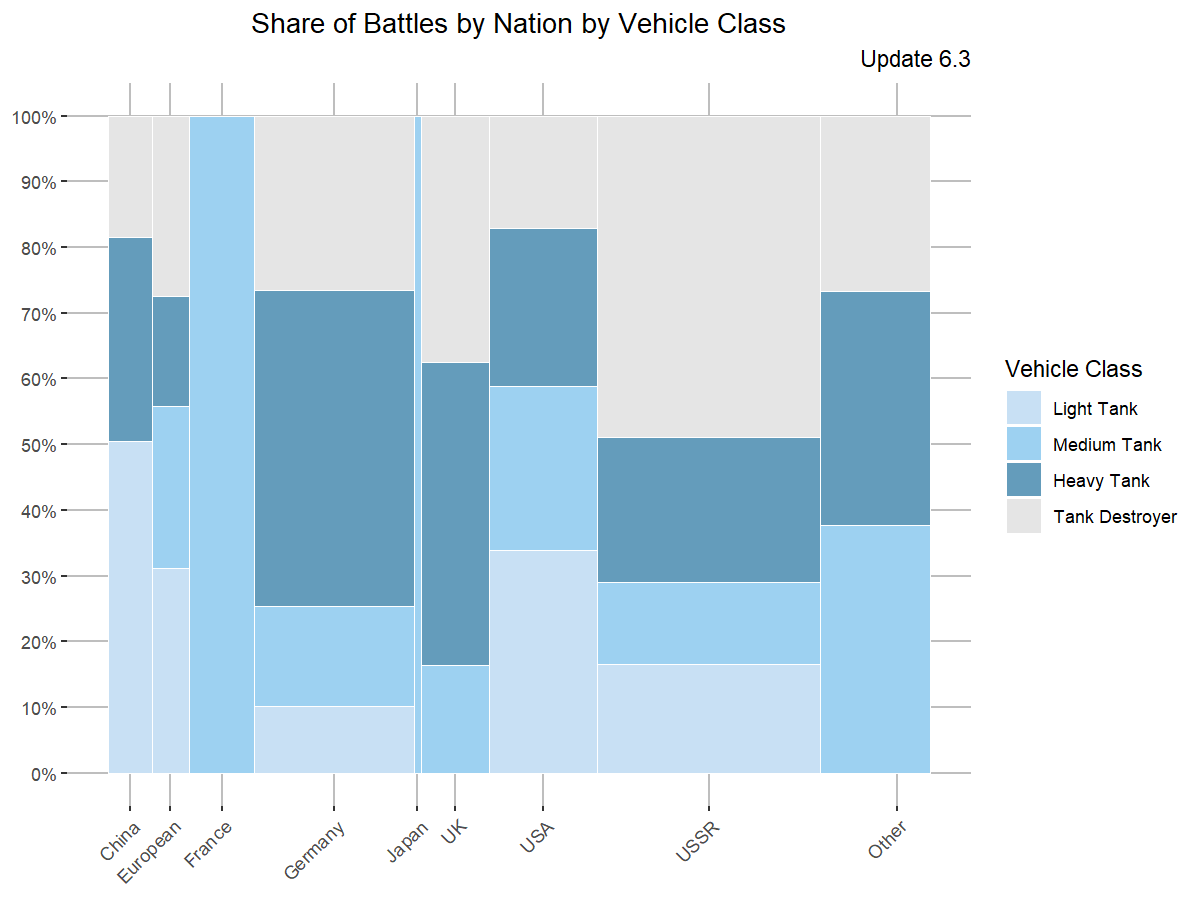 Share of Battles by Nation by Vehicle Class
Update 6.3
100%
90%
80%
70%
60%
50%
40%
30%
20%
10%
0%
China
European
France
Germany
Japan
UK
USA
USSR
Other
Vehicle Class
Light Tank
Medium Tank
Heavy Tank
Tank Destroyer